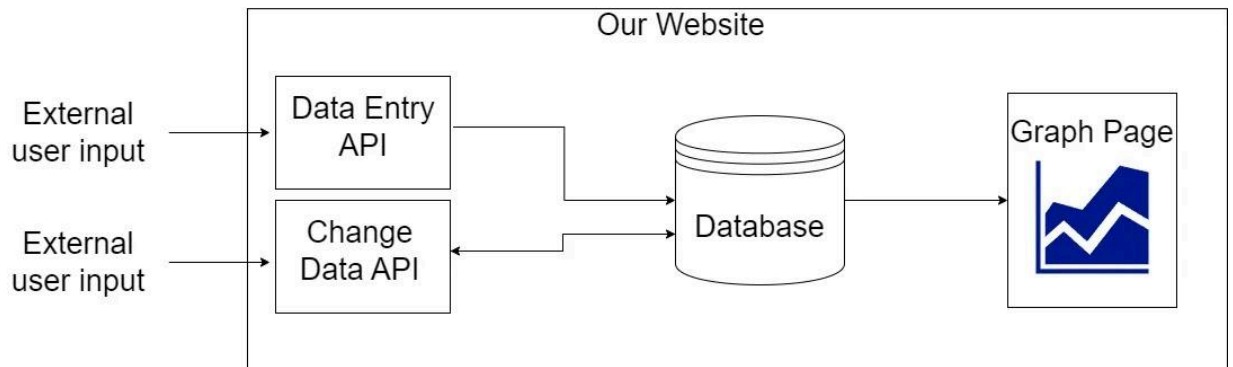 Our Website
External
user input
Data Entry
API
External
user input
Change
Data API
Database
Graph Page